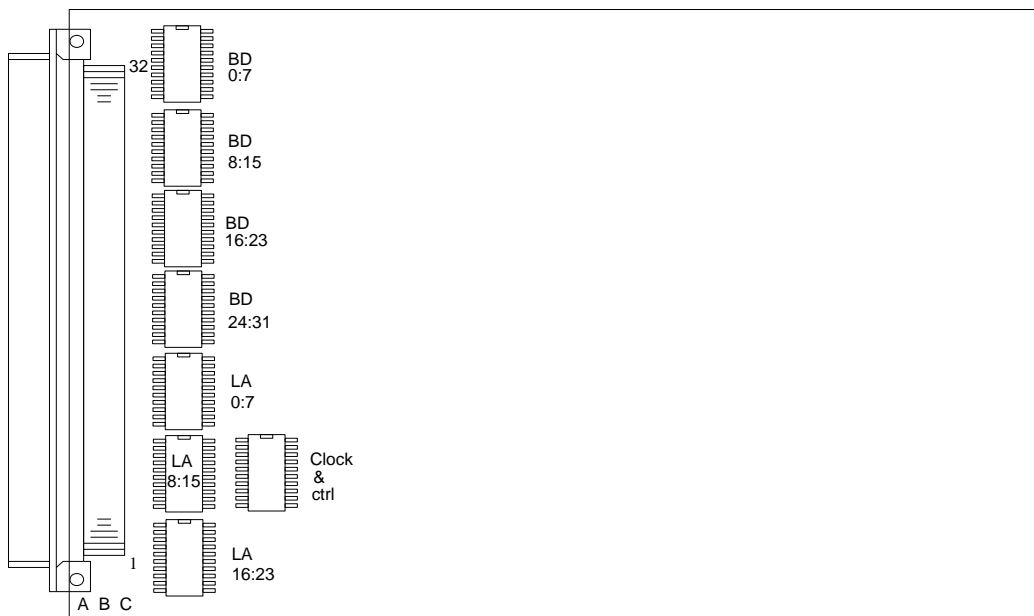 32
BD
0:7
BD
8:15
BD
16:23
BD
24:31
LA
0:7
LA
8:15
Clock
&
ctrl
LA
16:23
1
A B C